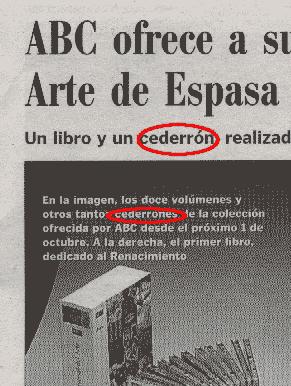 ABC ofrece a su
Arte de Espasa
Un libro y un cederrón realizad
En la imagen, los doce volúmenes y
otros tanto cederrones de la colección
ofrecida por ABC desde el próximo 1 de
octubre. A la derecha, el primer libro,
dedicado al Renacimiento